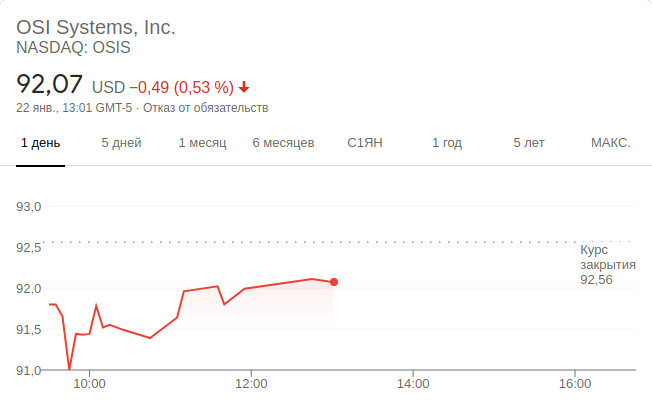 OSI Systems, Inc.
NASDAQ: OSIS
92,07 USD −0,49 (0,53 %)
22 янв., 13:01 GMT-5 · Отказ от обязательств
1 день 5 дней 1 месяц 6 месяцев С1ЯН 1 год 5 лет МАКС.
93,0
92,5
Курс
закрытия
92,56
92,0
91,5
91,0
10:00 12:00 14:00 16:00